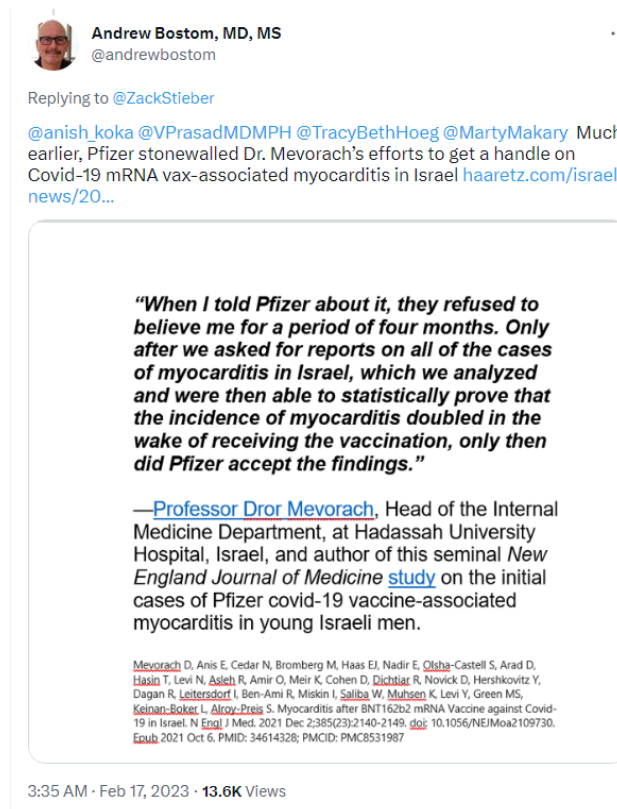 Andrew Bostom, MD, MS
@andrewbostom
Replying to @ZackStieber
@anish_koka @VPrasadMDMPH @TracyBethHoeg @MartyMakary Much
earlier, Pfizer stonewalled Dr. Mevorach’s efforts to get a handle on
Covid-19 mRNA vax-associated myocarditis in Israel haaretz.com/israel
news/20...
“When I told Pfizer about it, they refused to
believe me for a period of four months. Only
after we asked for reports on all of the cases
of myocarditis in Israel, which we analyzed
and were then able to statistically prove that
the incidence of myocarditis doubled in the
wake of receiving the vaccination, only then
did Pfizer accept the findings.”
—Professor Dror Mevorach, Head of the Internal
Medicine Department, at Hadassah University
Hospital, Israel, and author of this seminal New
England Journal of Medicine study on the initial
cases of Pfizer covid-19 vaccine-associated
myocarditis in young Israeli men.
Mevorach D, Anis E, Cedar N, Bromberg M, Haas EJ, Nadir E, Olsha-Castell S, Arad D,
Hasin T, Levi N, Asleh R, Amir O, Meir K, Cohen D, Dichtiar R, Novick D, Hershkovitz Y,
Dagan R, Leitersdorf I, Ben-Ami R, Miskin I, Saliba W, Muhsen K, Levi Y, Green MS,
Keinan-Boker L, Alroy-Preis S. Myocarditis after BNT162b2 mRNA Vaccine against Covid-
19 in Israel. N Engl J Med. 2021 Dec 2;385(23):2140-2149. doi: 10.1056/NEJMoa2109730.
Epub 2021 Oct 6. PMID: 34614328; PMCID: PMC8531987
3:35 AM · Feb 17, 2023 · 13.6K Views